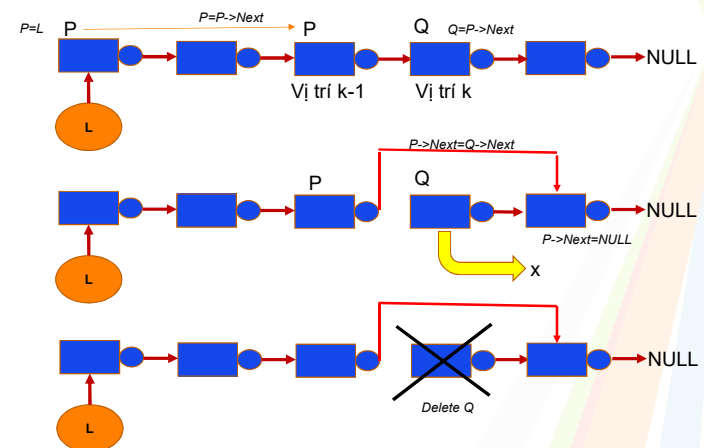 P=L P P=P->Next P Q Q=P->Next
NULL
Vị trí k-1 Vị trí k
L
P->Next=Q->Next
P Q
NULL
P->Next=NULL
x
L
NULL
Delete Q
L